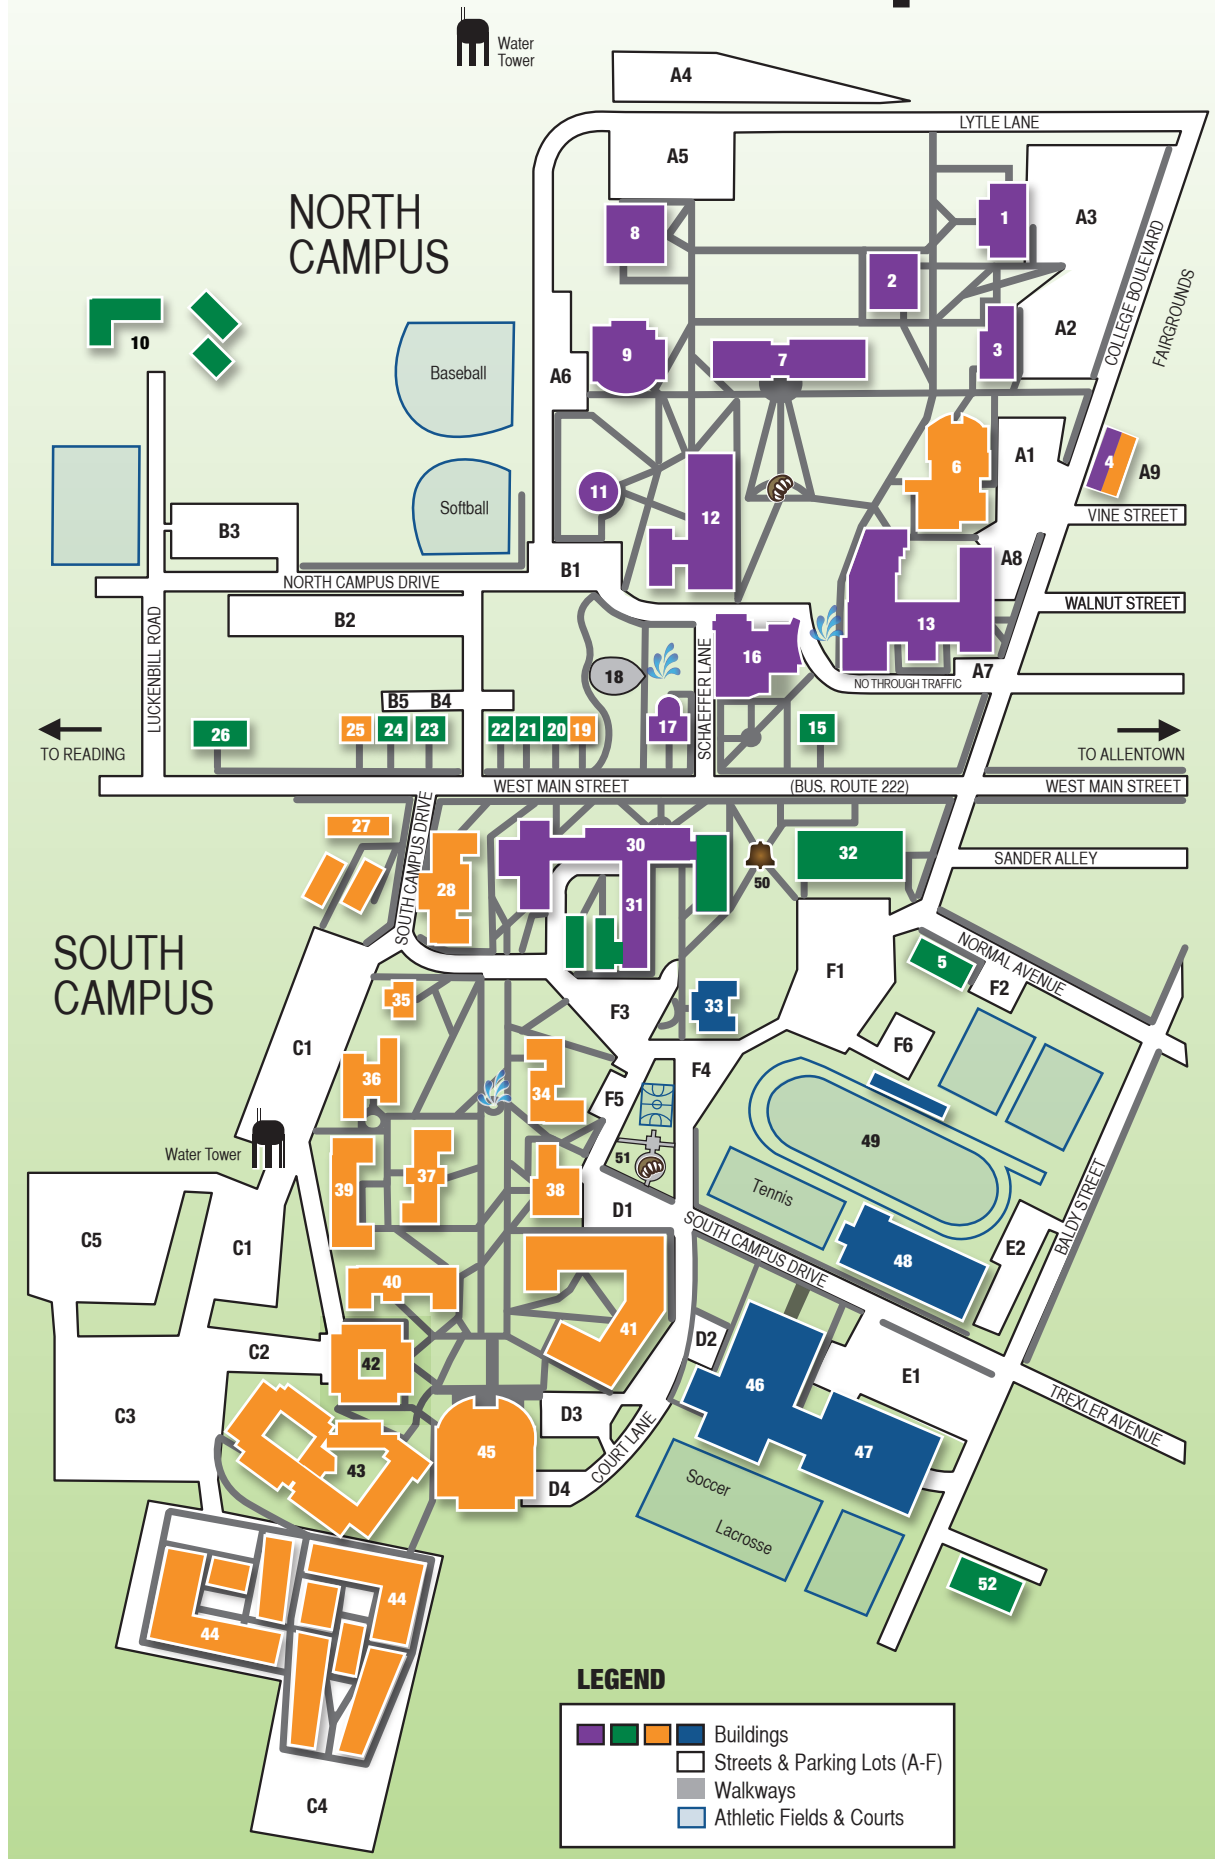 Water
Tower
A4
LYTLE LANE
A5
NORTH
CAMPUS
1
A3
8
2
COLLEGE BOULEVARD
FAIRGROUNDS
10
A2
3
9
7
Baseball
A6
6
A1
4
A9
11
Softball
12
VINE STREET
B3
A8
B1
NORTH CAMPUS DRIVE
WALNUT STREET
B2
13
LUCKENBILL ROAD
16
18
SCHAEFFER LANE
A7
NO THROUGH TRAFFIC
B5
B4
26
25
24
23
22
21
20
19
17
15
TO READING
TO ALLENTOWN
WEST MAIN STREET
(BUS. ROUTE 222)
WEST MAIN STREET
27
SOUTH CAMPUS DRIVE
30
32
SANDER ALLEY
50
28
31
SOUTH
CAMPUS
NORMAL AVENUE
5
F1
F2
35
33
F3
C1
F6
36
F4
34
F5
Water Tower
49
51
39
37
38
Tennis
D1
BALDY STREET
C5
C1
SOUTH CAMPUS DRIVE
E2
48
40
41
D2
C2
42
E1
46
C3
D3
TREXLER AVENUE
45
COURT LANE
47
43
D4
Soccer
Lacrosse
52
44
44
LEGEND
Buildings
Streets & Parking Lots (A-F)
Walkways
Athletic Fields & Courts
C4